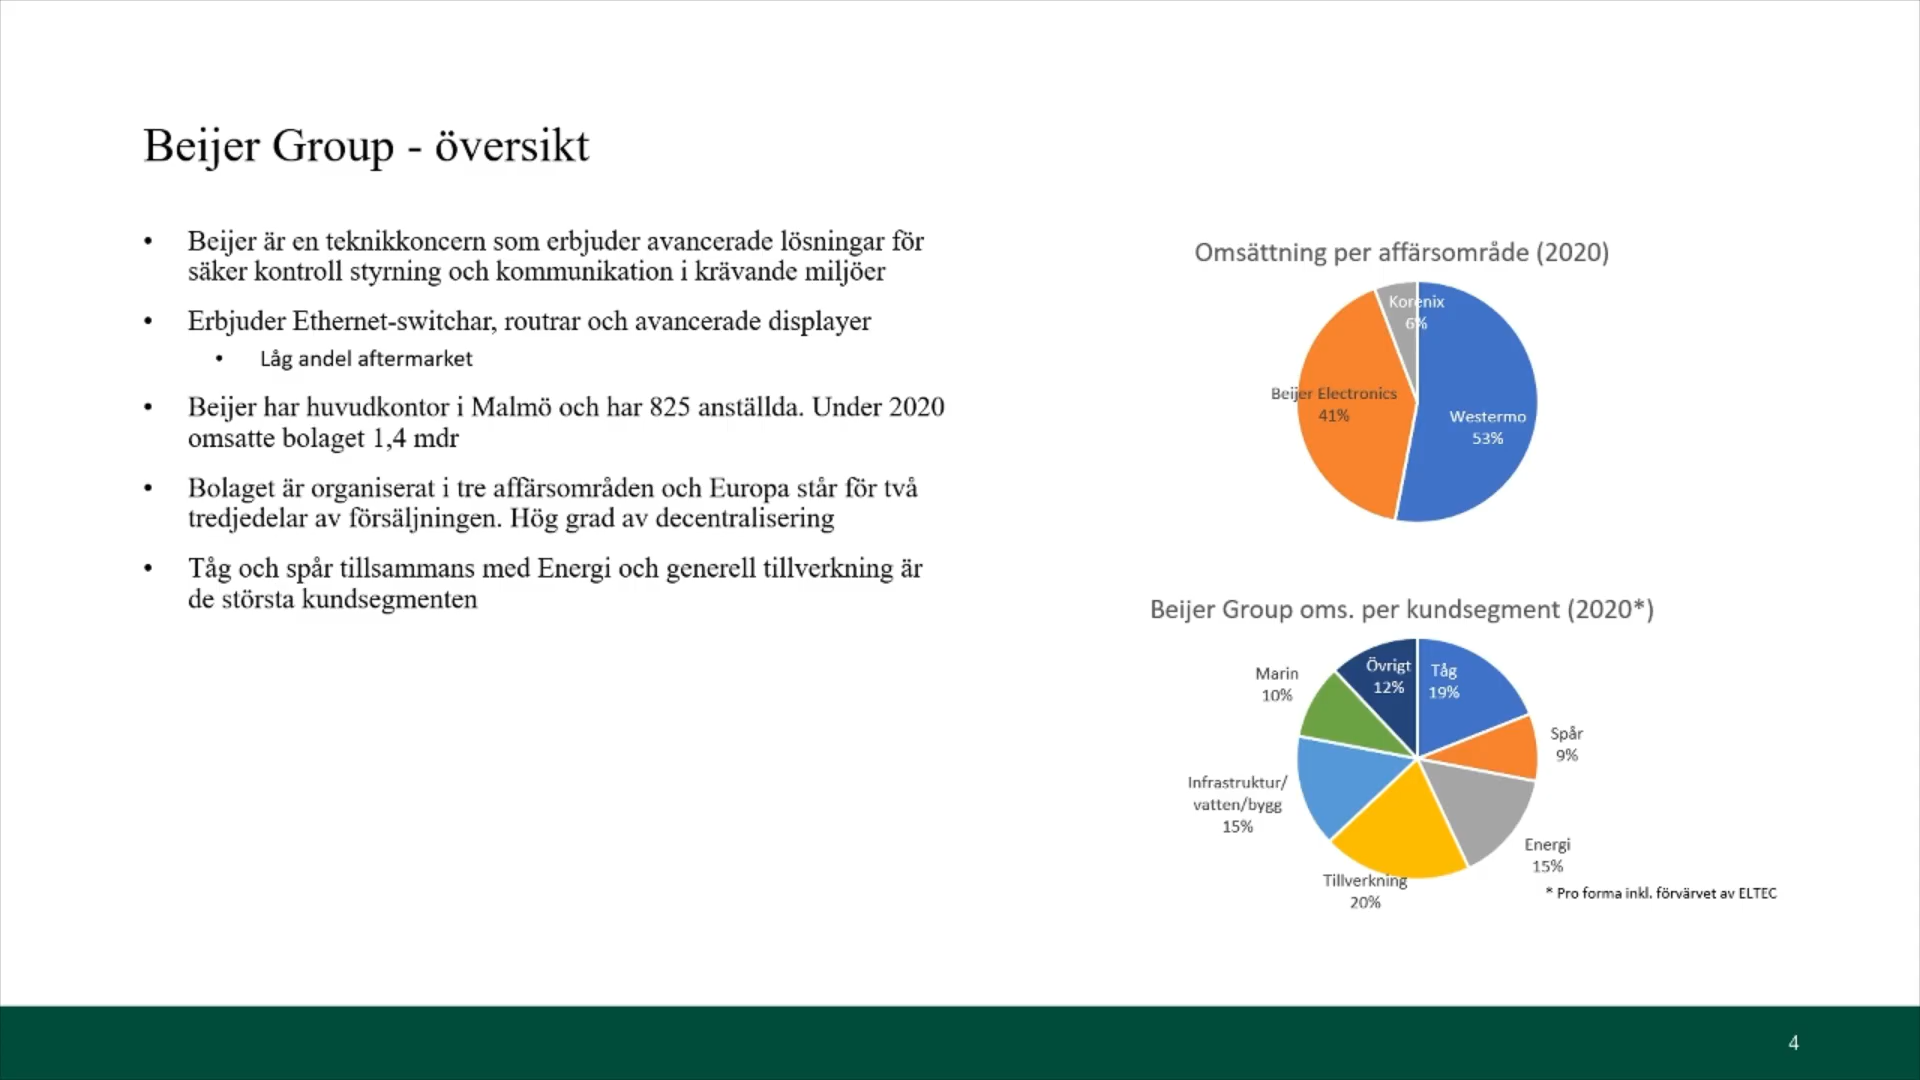 Beijer Group - översikt
• Beijer är en teknikkoncern som erbjuder avancerade lösningar för
säker kontroll styrning och kommunikation i krävande miljöer
• Erbjuder Ethernet-switchar, routrar och avancerade displayer
• Låg andel aftermarket
• Beijer har huvudkontor i Malmö och har 825 anställda. Under 2020
omsatte bolaget 1,4 mdr
• Bolaget är organiserat i tre affärsområden och Europa står för två
tredjedelar av försäljningen. Hög grad av decentralisering
• Tåg och spår tillsammans med Energi och generell tillverkning är
de största kundsegmenten
Omsättning per affärsområde (2020)
Korenix
6%
Beijer Electronics
41%
Westermo
53%
Beijer Group oms. per kundsegment (2020*)
Övrigt
12%
Tåg
19%
Marin
10%
Spår
9%
Infrastruktur/
vatten/bygg
15%
Energi
15%
Tillverkning
20%
* Pro forma inkl. förvärvet av ELTEC
4